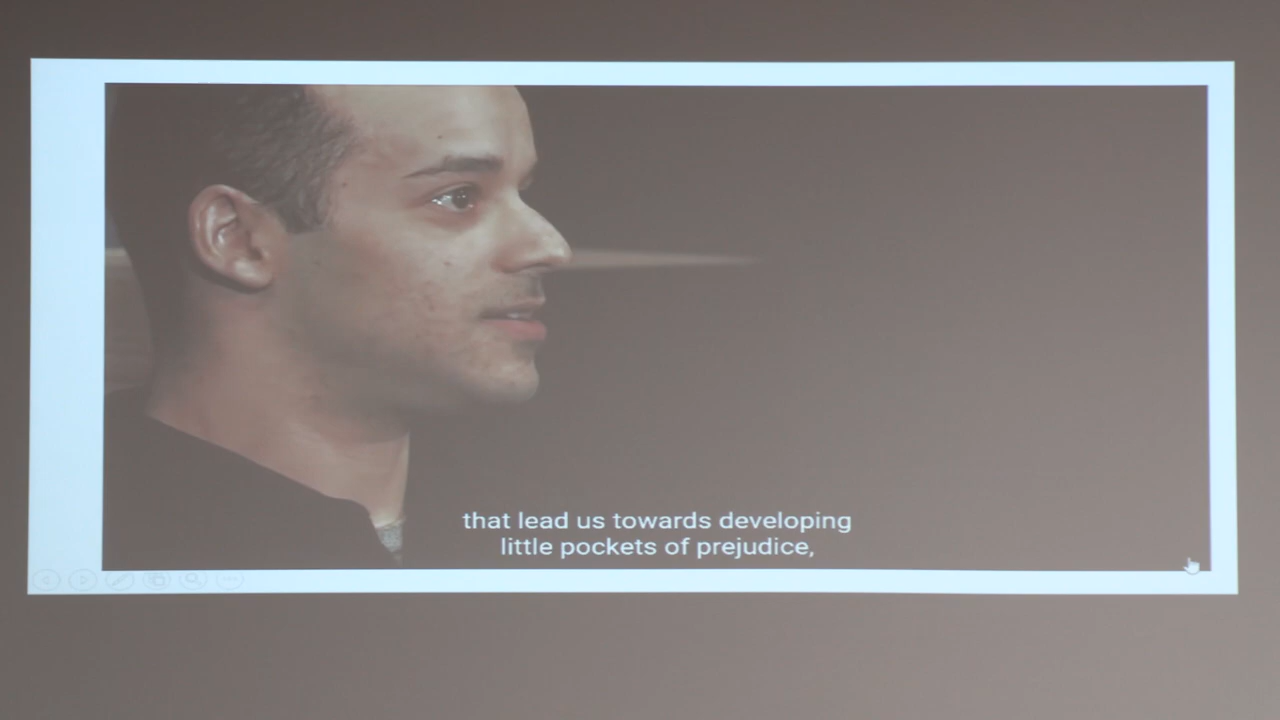 that lead us towards developing
little pockets of prejudice,